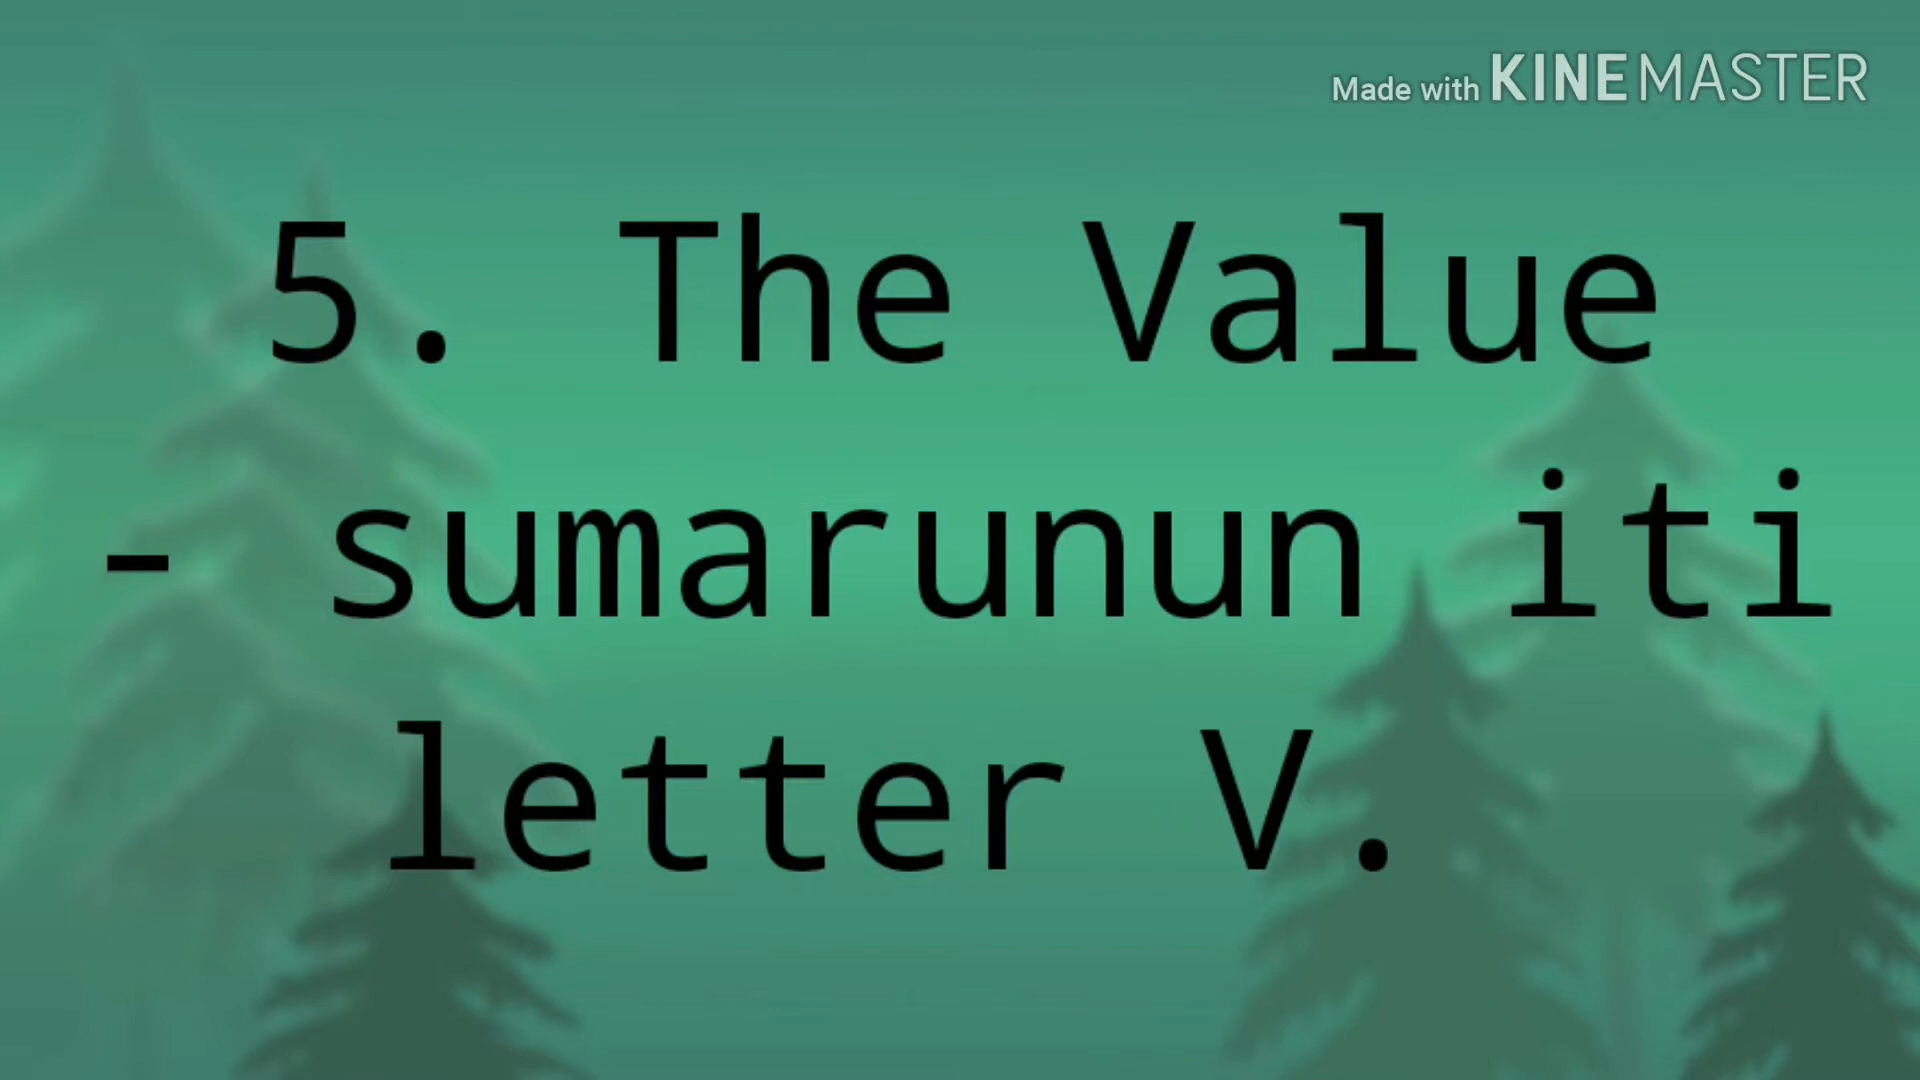 Made with KINEMASTER
5. The Value
- sumarunun iti
letter V.